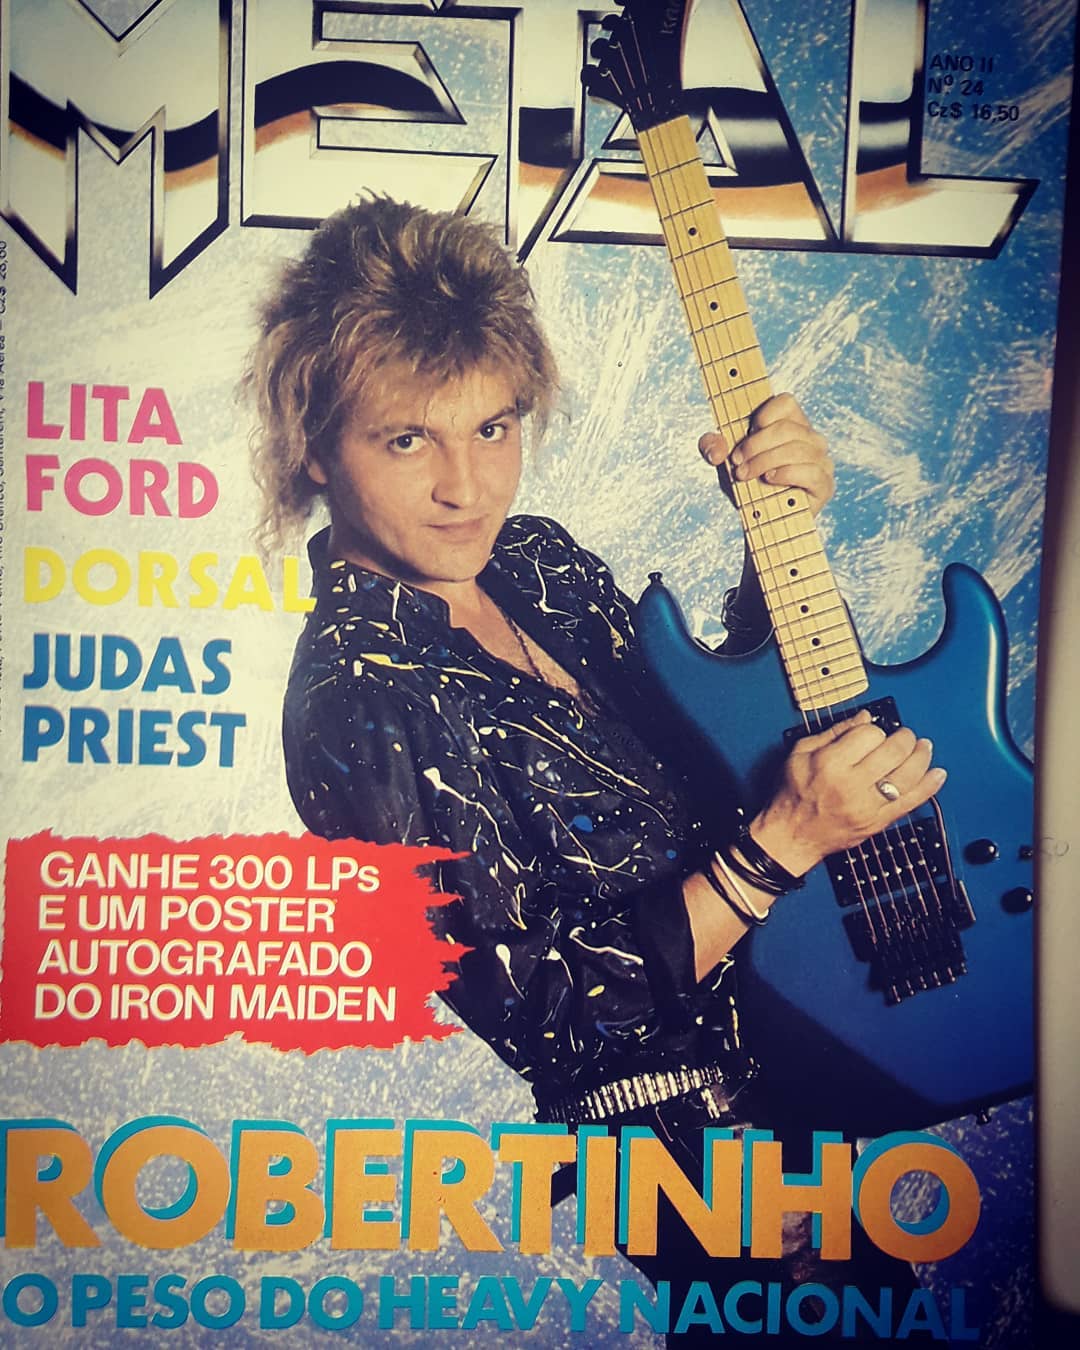 METAL
ANO II
Nº 24
Cz$ 16,50
LITA
FORD
DORSAL
JUDAS
PRIEST
GANHE 300 LPs
E UM POSTER
AUTOGRAFADO
DO IRON MAIDEN
ROBERTINHO
O PESO DO HEAVY NACIONAL